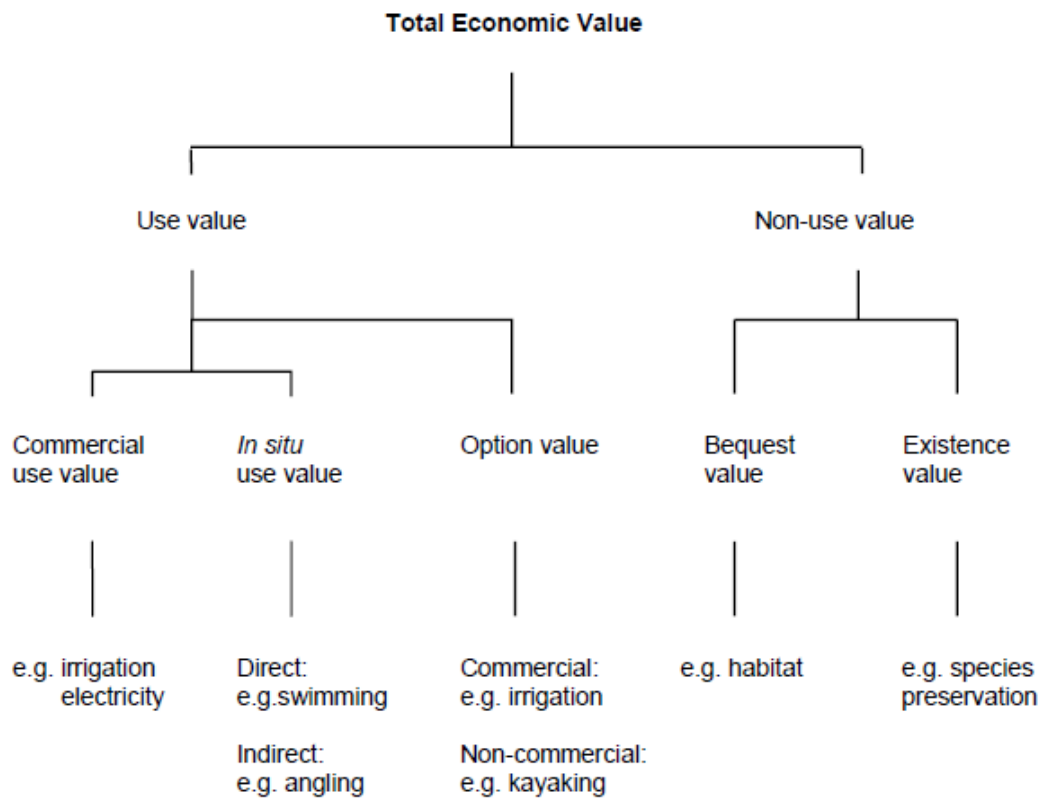 Total Economic Value
Use value
Non-use value
Commercial
use value
In situ
use value
Option value
Bequest
value
Existence
value
e.g. irrigation
electricity
Direct:
e.g.swimming
Indirect:
e.g. angling
Commercial:
e.g. irrigation
Non-commercial:
e.g. kayaking
e.g. habitat
e.g. species
preservation